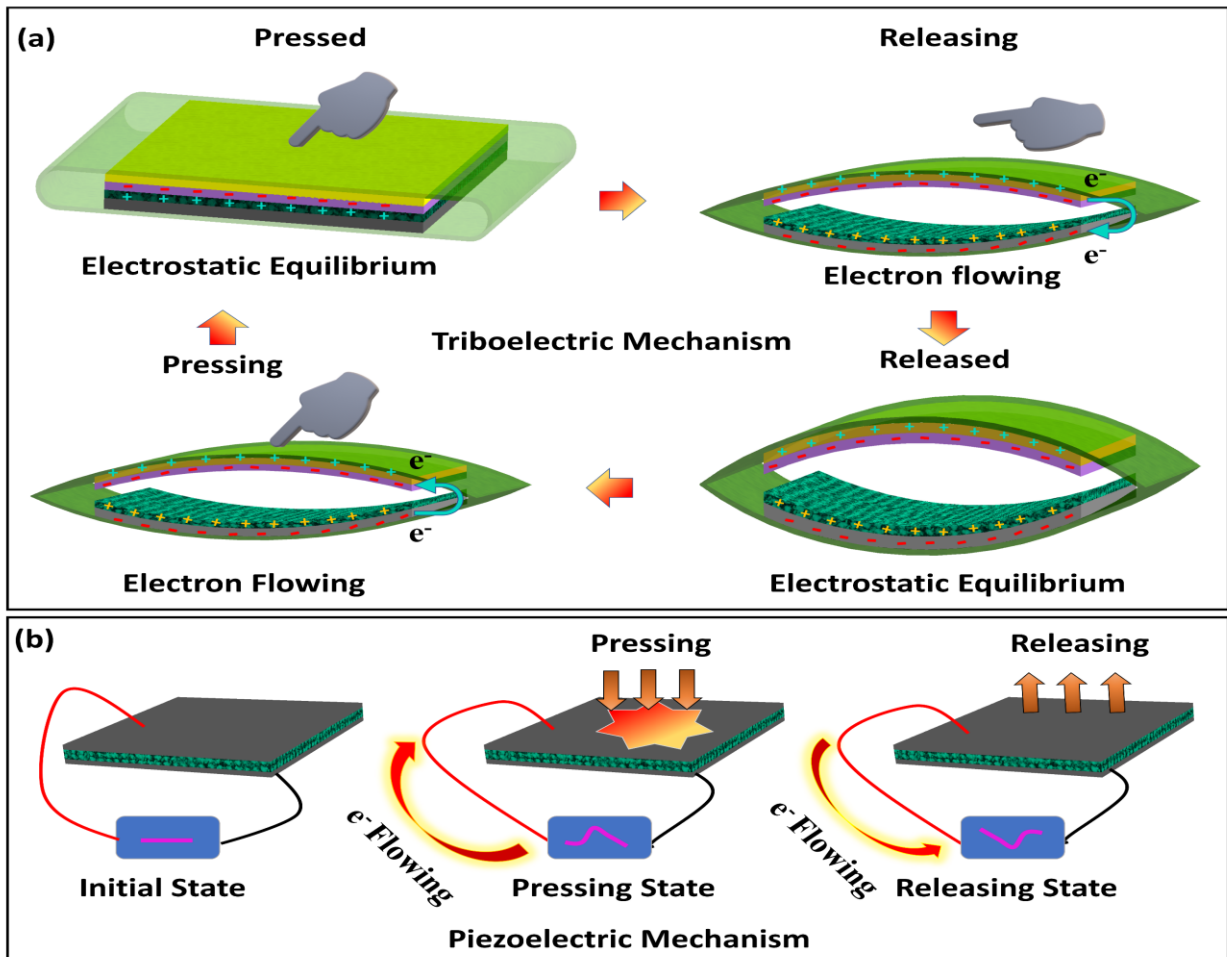 (a)
Pressed
Releasing
e-
Electrostatic Equilibrium
e-
Electron flowing
Triboelectric Mechanism
Pressing
Released
e-
e-
Electron Flowing
Electrostatic Equilibrium
(b)
Pressing
Releasing
e- Flowing
e- Flowing
Initial State
Pressing State
Releasing State
Piezoelectric Mechanism